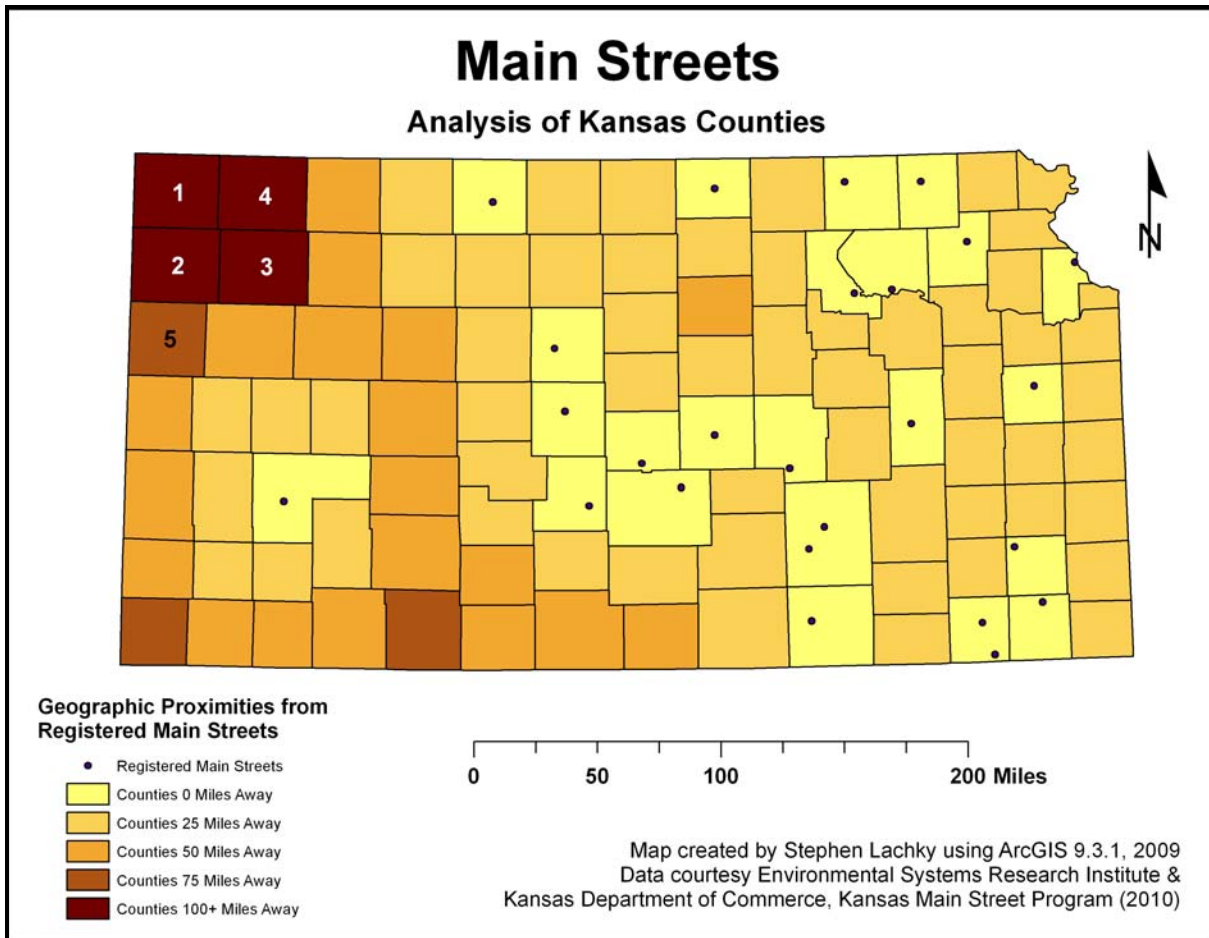 Main Streets
Analysis of Kansas Counties
1
4
2
3
5
N
Geographic Proximities from
Registered Main Streets
Registered Main Streets
Counties 0 Miles Away
Counties 25 Miles Away
Counties 50 Miles Away
Counties 75 Miles Away
Counties 100+ Miles Away
0 50 100 200 Miles
Map created by Stephen Lachky using ArcGIS 9.3.1, 2009
Data courtesy Environmental Systems Research Institute &
Kansas Department of Commerce, Kansas Main Street Program (2010)